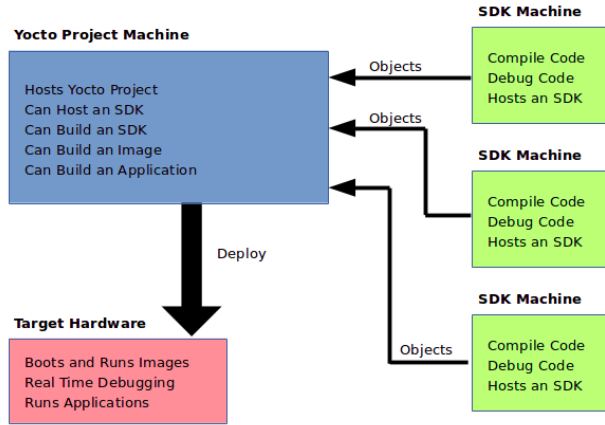 Yocto Project Machine
Hosts Yocto Project
Can Host an SDK
Can Build an SDK
Can Build an Image
Can Build an Application
Objects
Objects
Objects
Deploy
SDK Machine
Compile Code
Debug Code
Hosts an SDK
SDK Machine
Compile Code
Debug Code
Hosts an SDK
SDK Machine
Compile Code
Debug Code
Hosts an SDK
Target Hardware
Boots and Runs Images
Real Time Debugging
Runs Applications